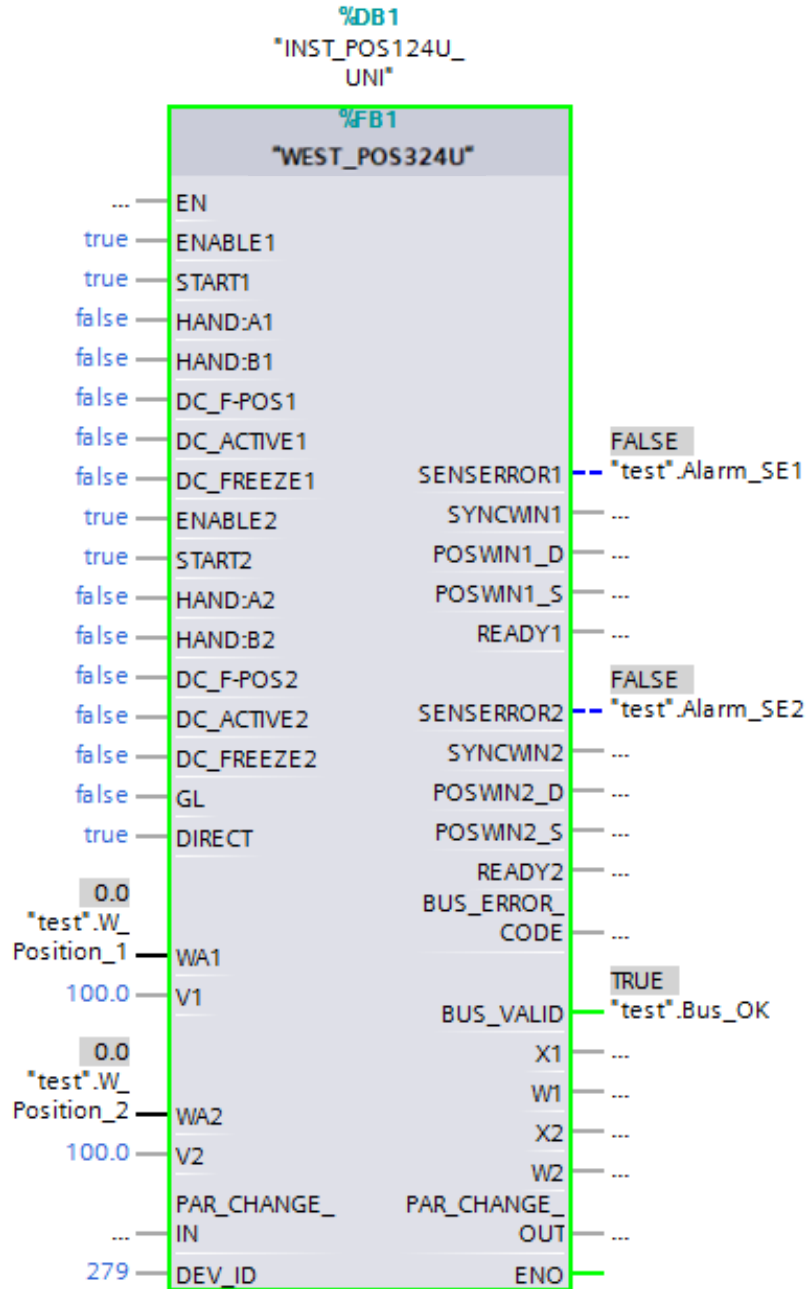 %DB1
"INST_POS124U_
UNI"
%FB1
"WEST_POS324U"
... EN
true ENABLE1
true START1
false HAND:A1
false HAND:B1
false DC_F-POS1
false DC_ACTIVE1
FALSE
false DC_FREEZE1 SENSERROR1 "test".Alarm_SE1
true ENABLE2 SYNCWIN1 ...
true START2 POSWIN1_D ...
false HAND:A2 POSWIN1_S ...
false HAND:B2 READY1 ...
false DC_F-POS2 FALSE
false DC_ACTIVE2 SENSERROR2 "test".Alarm_SE2
false DC_FREEZE2 SYNCWIN2 ...
false GL POSWIN2_D ...
true DIRECT POSWIN2_S ...
READY2 ...
0.0 BUS_ERROR_
"test".W_ CODE ...
Position_1 WA1
TRUE
100.0 V1 BUS_VALID "test".Bus_OK
0.0 X1 ...
"test".W_ W1 ...
Position_2 WA2 X2 ...
100.0 V2 W2 ...
PAR_CHANGE_ PAR_CHANGE_
... IN OUT ...
279 DEV_ID ENO